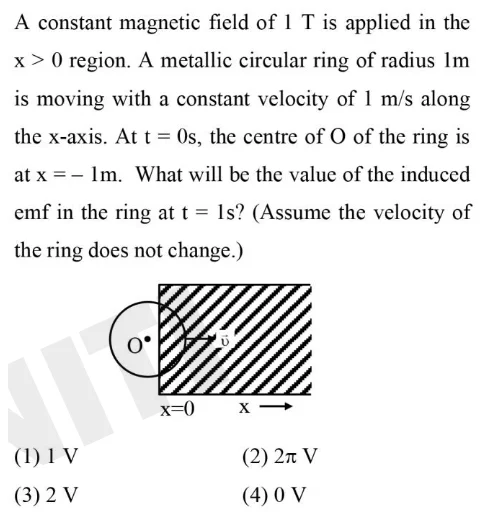 A constant magnetic field of 1 T is applied in the
x > 0 region. A metallic circular ring of radius 1m
is moving with a constant velocity of 1 m/s along
the x-axis. At t = 0s, the centre of O of the ring is
at x = – 1m. What will be the value of the induced
emf in the ring at t = 1s? (Assume the velocity of
the ring does not change.)
O
υ
x=0 x
(1) 1 V (2) 2π V
(3) 2 V (4) 0 V